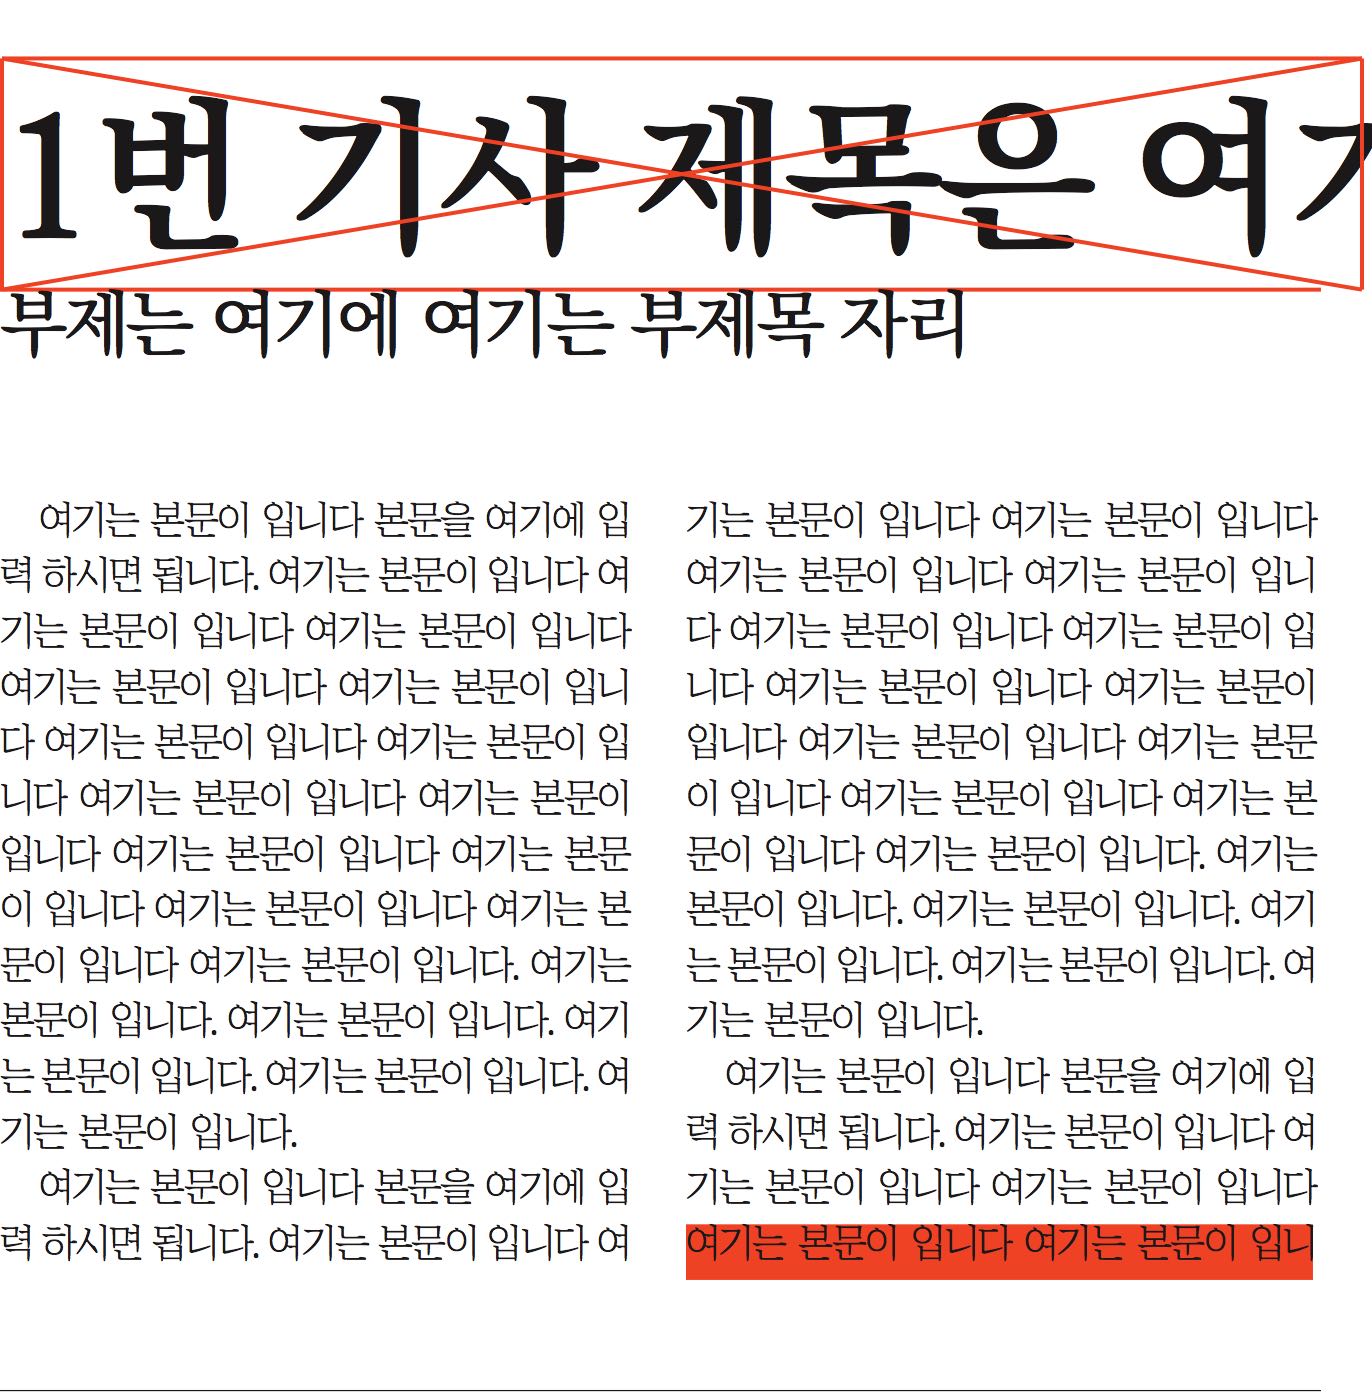 1번 기사 제목은 여기
부제는 여기에 여기는 부제목 자리
여기는 본문이 입니다 본문을 여기에 입
력 하시면 됩니다. 여기는 본문이 입니다 여
기는 본문이 입니다 여기는 본문이 입니다
여기는 본문이 입니다 여기는 본문이 입니
다 여기는 본문이 입니다 여기는 본문이 입
니다 여기는 본문이 입니다 여기는 본문이
입니다 여기는 본문이 입니다 여기는 본문
이 입니다 여기는 본문이 입니다 여기는 본
문이 입니다 여기는 본문이 입니다. 여기는
본문이 입니다. 여기는 본문이 입니다. 여기
는 본문이 입니다. 여기는 본문이 입니다. 여
기는 본문이 입니다.
여기는 본문이 입니다 본문을 여기에 입
력 하시면 됩니다. 여기는 본문이 입니다 여
기는 본문이 입니다 여기는 본문이 입니다
여기는 본문이 입니다 여기는 본문이 입니
다 여기는 본문이 입니다 여기는 본문이 입
니다 여기는 본문이 입니다 여기는 본문이
입니다 여기는 본문이 입니다 여기는 본문
이 입니다 여기는 본문이 입니다 여기는 본
문이 입니다 여기는 본문이 입니다. 여기는
본문이 입니다. 여기는 본문이 입니다. 여기
는 본문이 입니다. 여기는 본문이 입니다. 여
기는 본문이 입니다.
여기는 본문이 입니다 본문을 여기에 입
력 하시면 됩니다. 여기는 본문이 입니다 여
기는 본문이 입니다 여기는 본문이 입니다
여기는 본문이 입니다 여기는 본문이 입니